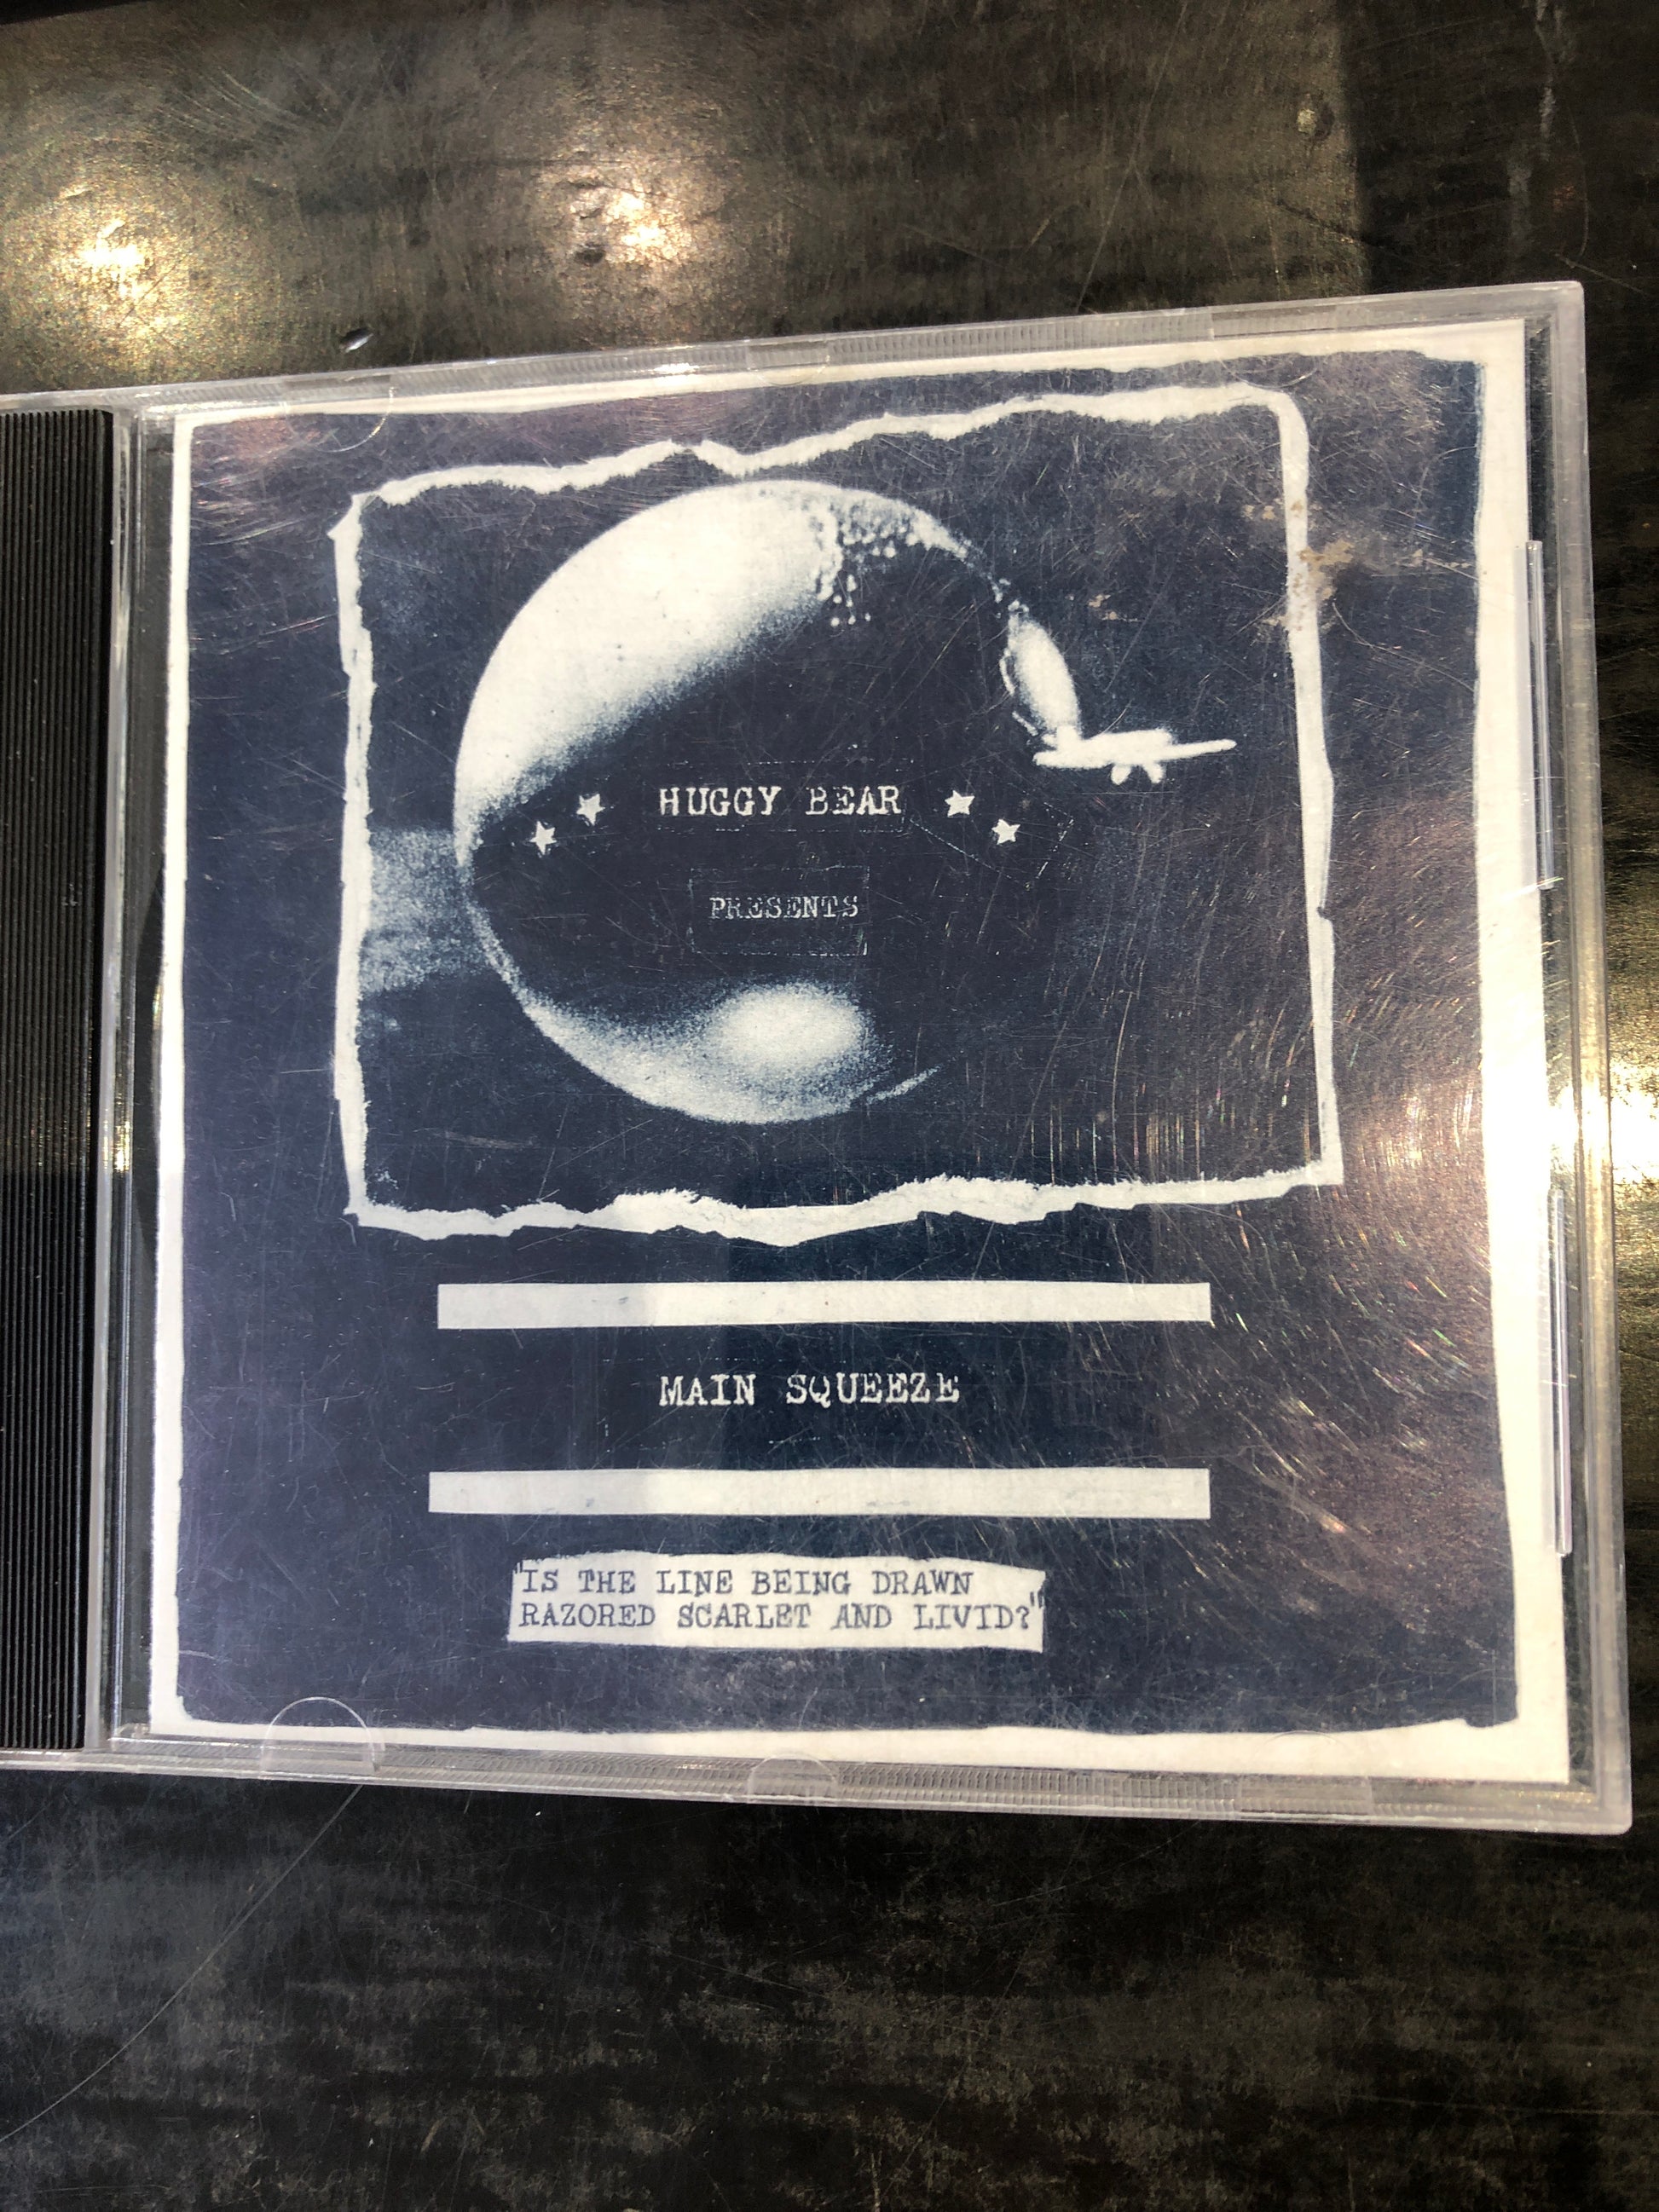 HUGGY BEAR
PRESENTS
MAIN SQUEEZE
"IS THE LINE BEING DRAWN
RAZORED SCARLET AND LIVID?"